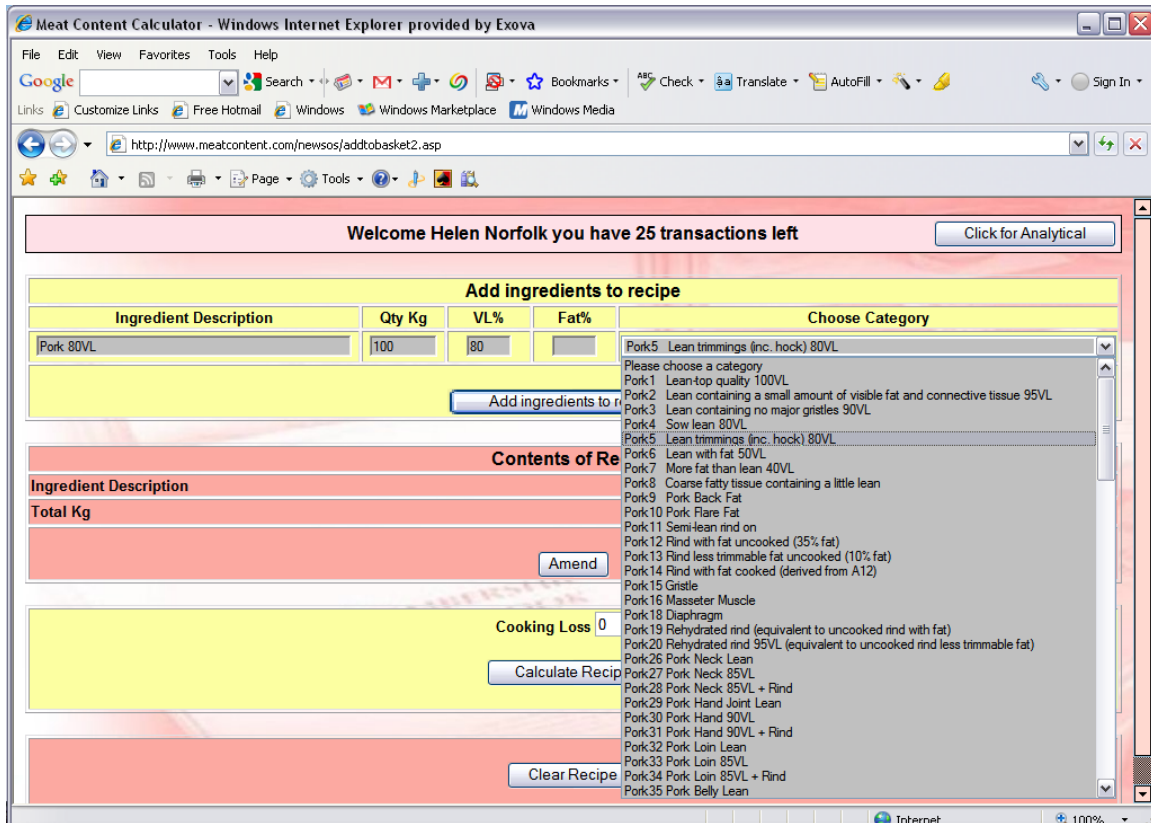 Meat Content Calculator - Windows Internet Explorer provided by Exova
File Edit View Favorites Tools Help
Google Search Bookmarks Check Translate AutoFill Sign In
Links Customize Links Free Hotmail Windows Windows Marketplace Windows Media
http://www.meatcontent.com/newsos/addtobasket2.asp
Page Tools
Welcome Helen Norfolk you have 25 transactions left Click for Analytical
Add ingredients to recipe
Ingredient Description Qty Kg VL% Fat% Choose Category
Pork 80VL 100 80 Pork5 Lean trimmings (inc. hock) 80VL
Please choose a category
Pork1 Lean-top quality 100VL
Pork2 Lean containing a small amount of visible fat and connective tissue 95VL
Pork3 Lean containing no major gristles 90VL
Pork4 Sow lean 80VL
Pork5 Lean trimmings (inc. hock) 80VL
Pork6 Lean with fat 50VL
Pork7 More fat than lean 40VL
Pork8 Coarse fatty tissue containing a little lean
Pork9 Pork Back Fat
Pork10 Pork Flare Fat
Pork11 Semi-lean rind on
Pork12 Rind with fat uncooked (35% fat)
Pork13 Rind less trimmable fat uncooked (10% fat)
Pork14 Rind with fat cooked (derived from A12)
Pork15 Gristle
Pork16 Masseter Muscle
Pork18 Diaphragm
Pork19 Rehydrated rind (equivalent to uncooked rind with fat)
Pork20 Rehydrated rind 95VL (equivalent to uncooked rind less trimmable fat)
Pork26 Pork Neck Lean
Pork27 Pork Neck 85VL
Pork28 Pork Neck 85VL + Rind
Pork29 Pork Hand Joint Lean
Pork30 Pork Hand 90VL
Pork31 Pork Hand 90VL + Rind
Pork32 Pork Loin Lean
Pork33 Pork Loin 85VL
Pork34 Pork Loin 85VL + Rind
Pork35 Pork Belly Lean
Add ingredients to r
Contents of Re
Ingredient Description
Total Kg
Amend
Cooking Loss 0
Calculate Recip
Clear Recipe
Internet 100%